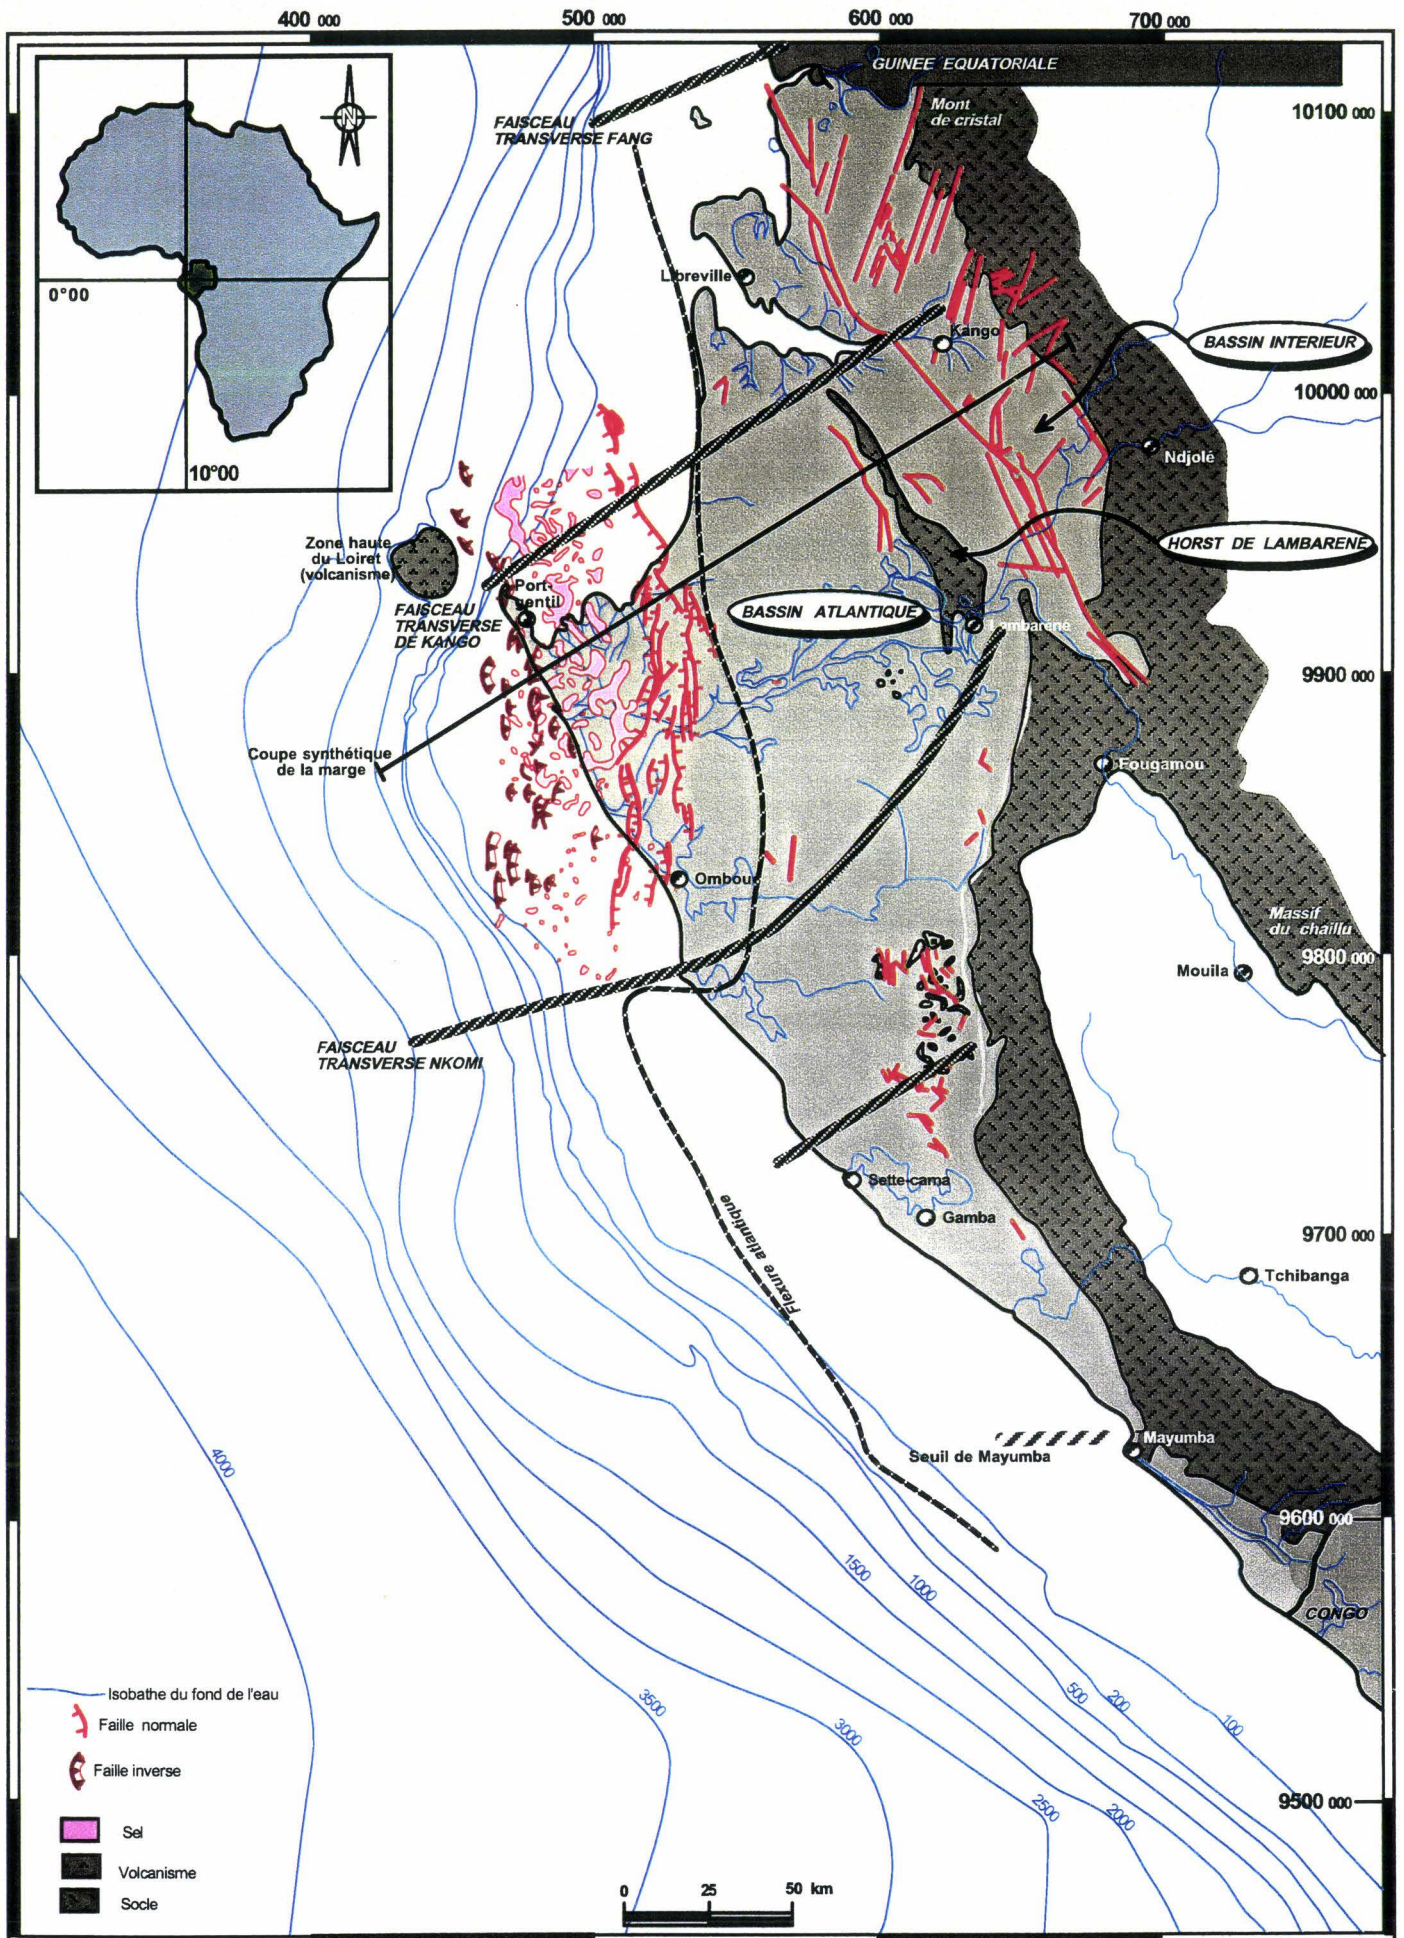 400 000
500 000
600 000
700 000
GUINEE EQUATORIALE
N
0°00
10°00
FAISCEAU
TRANSVERSE FANG
Mont
de cristal
10100 000
Libreville
Kango
BASSIN INTERIEUR
10000 000
Ndjolé
Zone haute
du Loiret
(volcanisme)
HORST DE LAMBARENE
Port-
gentil
FAISCEAU
TRANSVERSE
DE KANGO
BASSIN ATLANTIQUE
Lambaréné
9900 000
Coupe synthétique
de la marge
Fougamou
Omboué
Massif
du chaillu
9800 000
Mouila
FAISCEAU
TRANSVERSE NKOMI
Sette-cama
Gamba
Flexure atlantique
9700 000
Tchibanga
Mayumba
Seuil de Mayumba
4000
9600 000
1500
1000
CONGO
Isobathe du fond de l'eau
Faille normale
Faille inverse
3500
3000
500
200
100
2500
2000
9500 000
Sel
Volcanisme
Socle
0 25 50 km